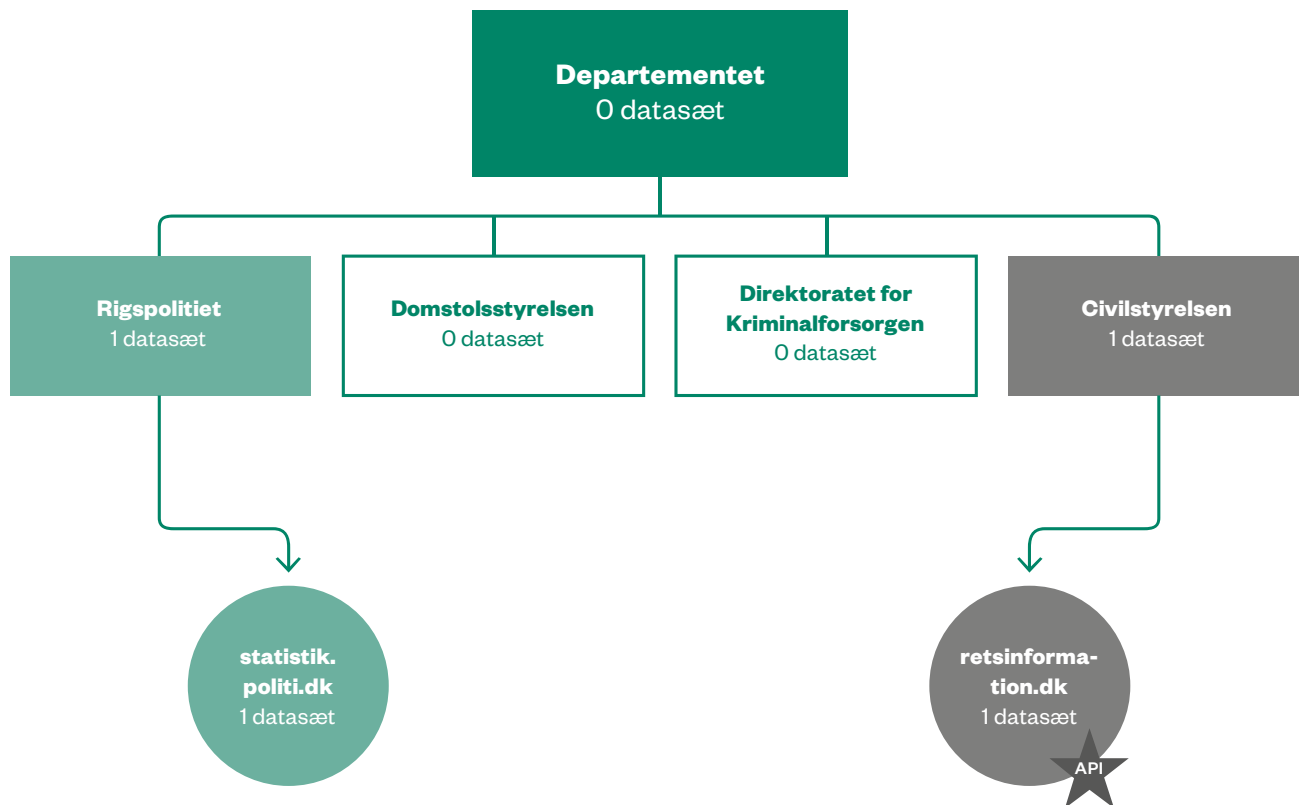 Departementet
0 datasæt
Rigspolitiet
1 datasæt
Domstolsstyrelsen
0 datasæt
Direktoratet for
Kriminalforsorgen
0 datasæt
Civilstyrelsen
1 datasæt
statistik.
politi.dk
1 datasæt
retsinforma-
tion.dk
1 datasæt
API